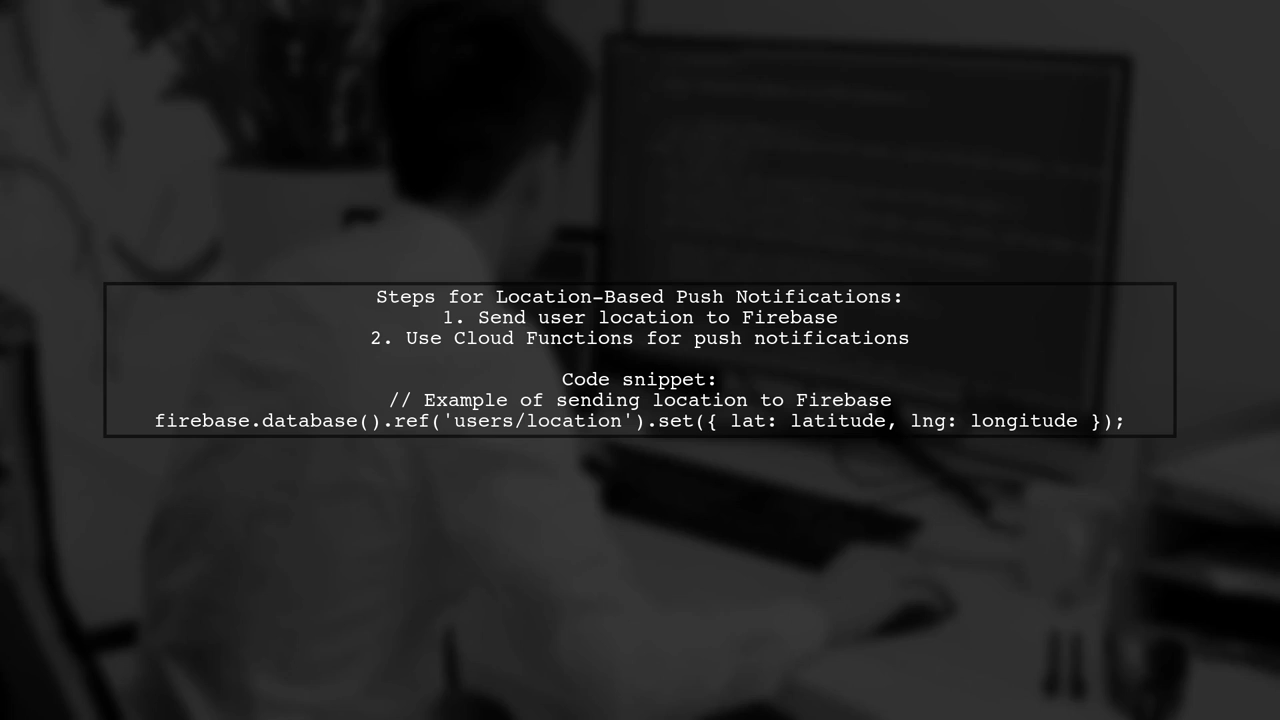 Steps for Location-Based Push Notifications:
1. Send user location to Firebase
2. Use Cloud Functions for push notifications
Code snippet:
// Example of sending location to Firebase
firebase.database().ref('users/location').set({ lat: latitude, lng: longitude });